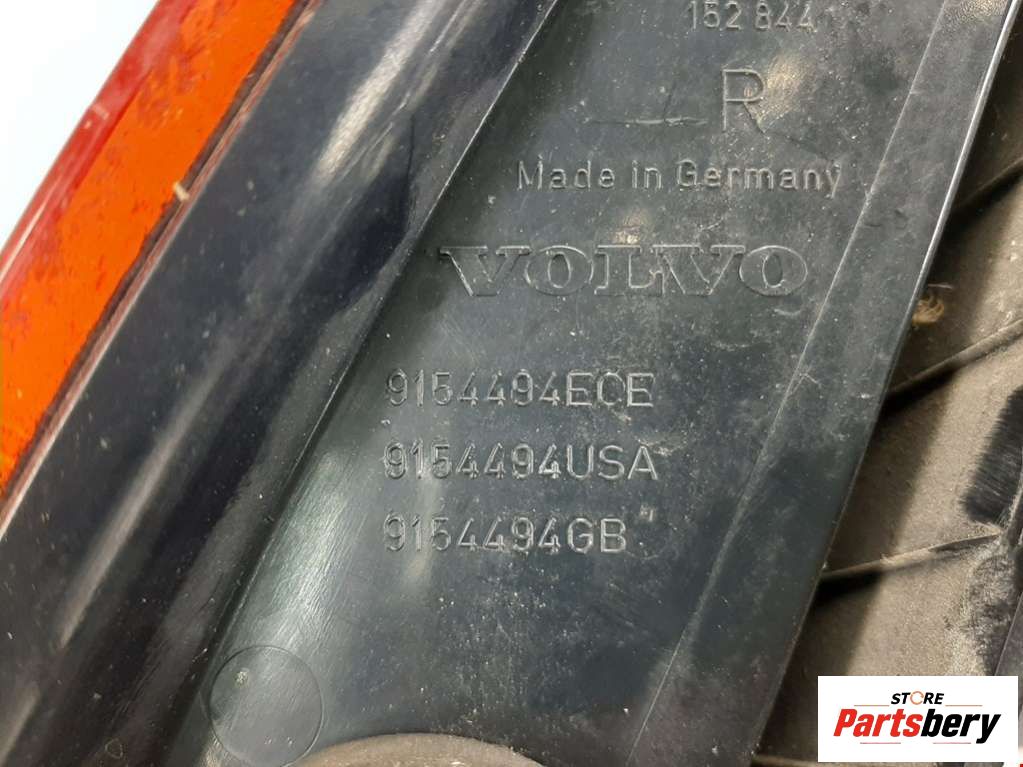 152 844
R
Made in Germany
VOLVO
9154494ECE
9154494USA
9154494GB
STORE
Partsbery